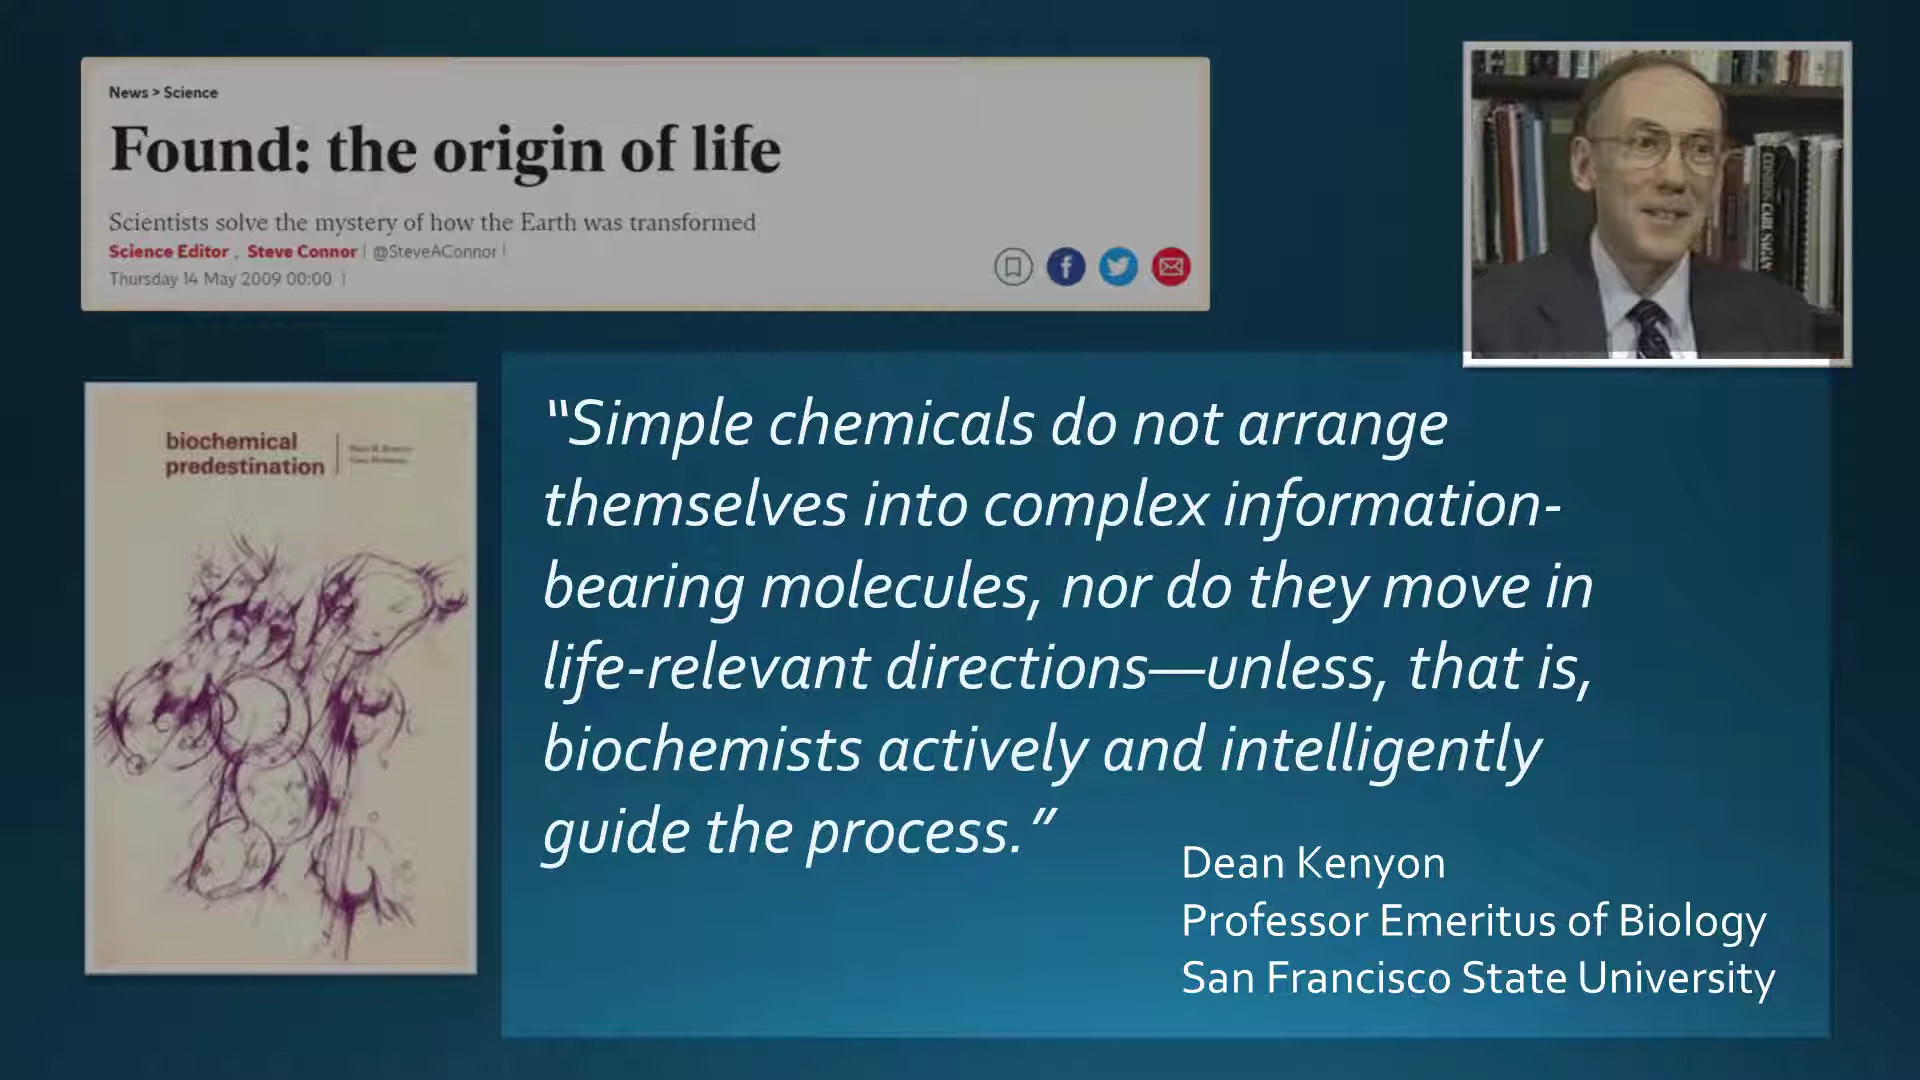 News > Science
Found: the origin of life
Scientists solve the mystery of how the Earth was transformed
Science Editor , Steve Connor | @SteveAConnor |
Thursday 14 May 2009 00:00 |
biochemical
predestination
“Simple chemicals do not arrange
themselves into complex information-
bearing molecules, nor do they move in
life-relevant directions—unless, that is,
biochemists actively and intelligently
guide the process.”
Dean Kenyon
Professor Emeritus of Biology
San Francisco State University